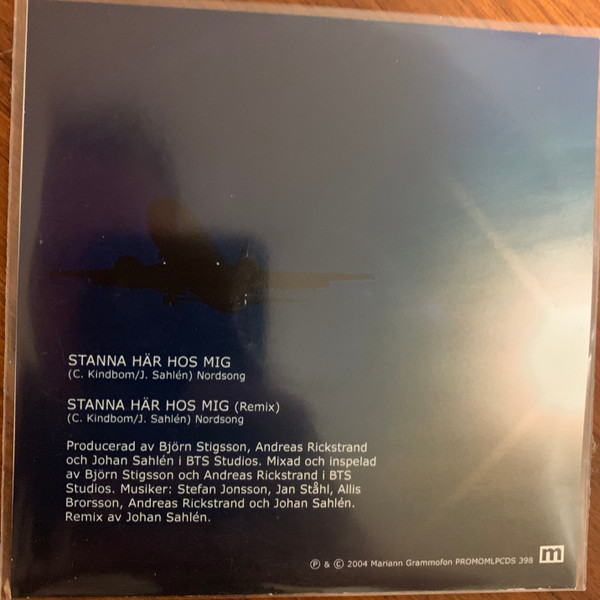 STANNA HÄR HOS MIG
(C. Kindbom/J. Sahlén) Nordsong
STANNA HÄR HOS MIG (Remix)
(C. Kindbom/J. Sahlén) Nordsong
Producerad av Björn Stigsson, Andreas Rickstrand
och Johan Sahlén i BTS Studios. Mixad och inspelad
av Björn Stigsson och Andreas Rickstrand i BTS
Studios. Musiker: Stefan Jonsson, Jan Ståhl, Allis
Brorsson, Andreas Rickstrand och Johan Sahlén.
Remix av Johan Sahlén.
℗ & © 2004 Mariann Grammofon PROMOMLPCDS 398 m